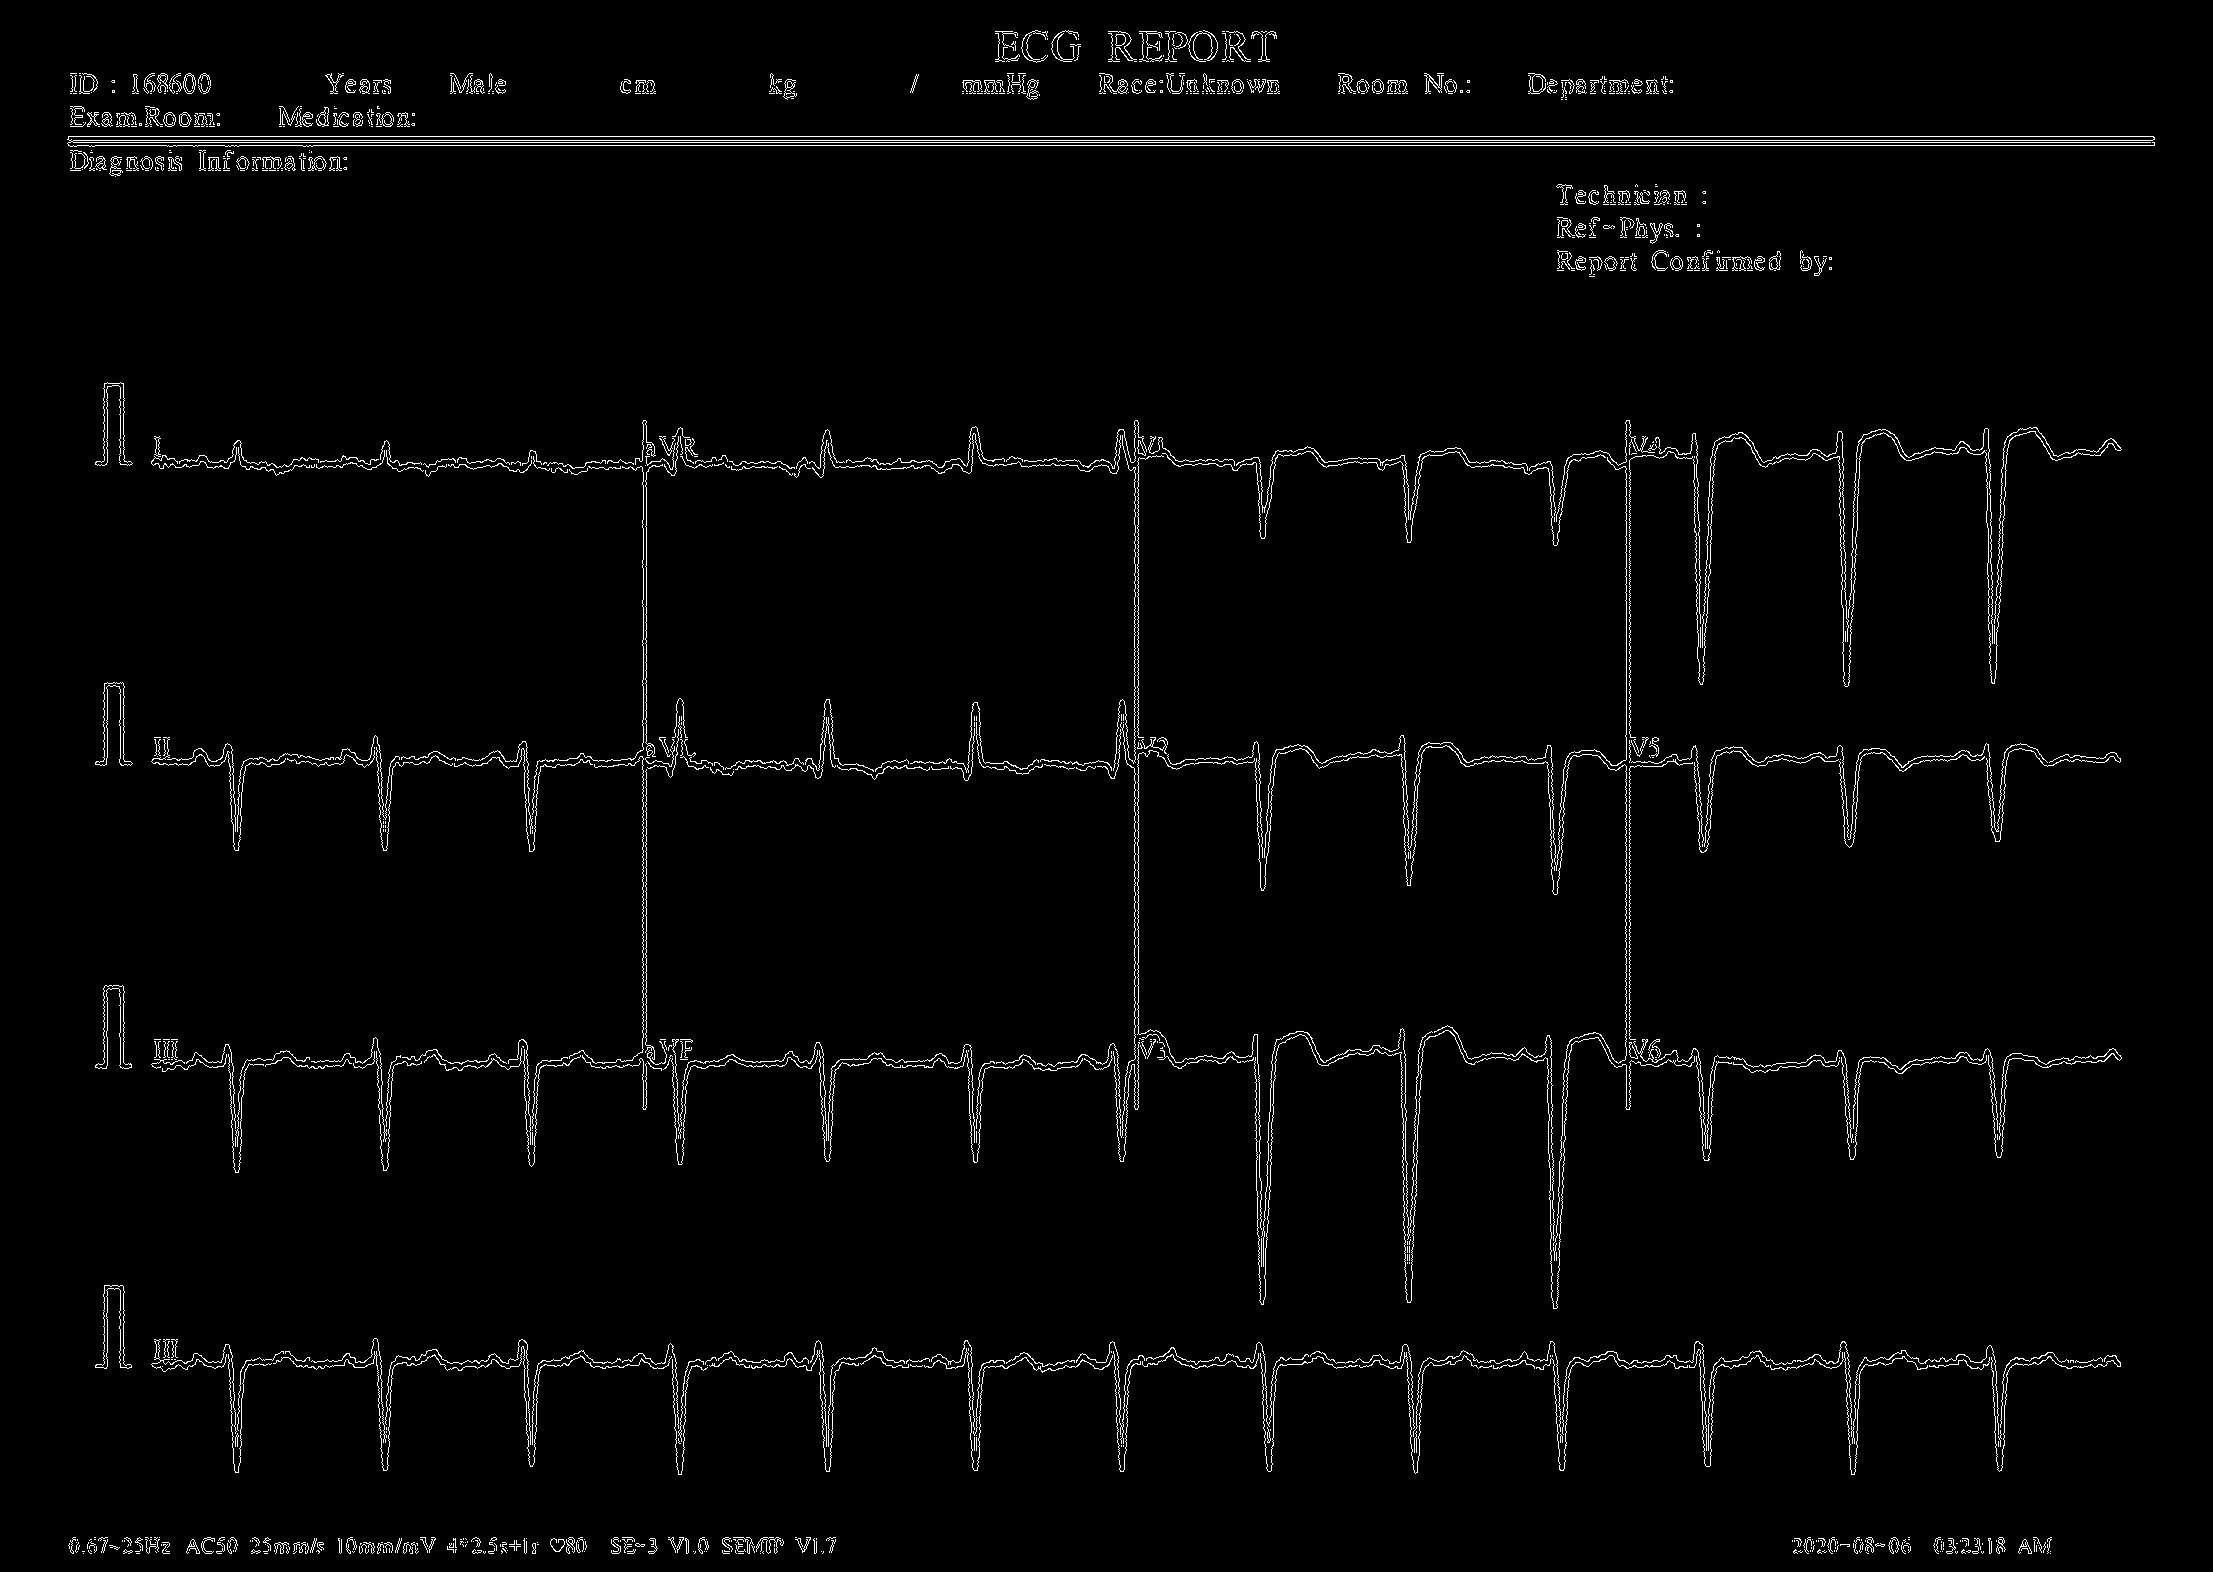 ECG REPORT
ID : 168600 Years Male cm kg / mmHg Race:Unknown Room No.: Department:
Exam.Room: Medication:
Diagnosis Information:
Technician :
Ref-Phys. :
Report Confirmed by:
I aVR V1 V4
II aVL V2 V5
III aVF V3 V6
III
0.67~25Hz AC50 25mm/s 10mm/mV 4*2.5s+1r ♡80 SE-3 V1.0 SEMIP V1.7
2020-08-06 03:23:18 AM